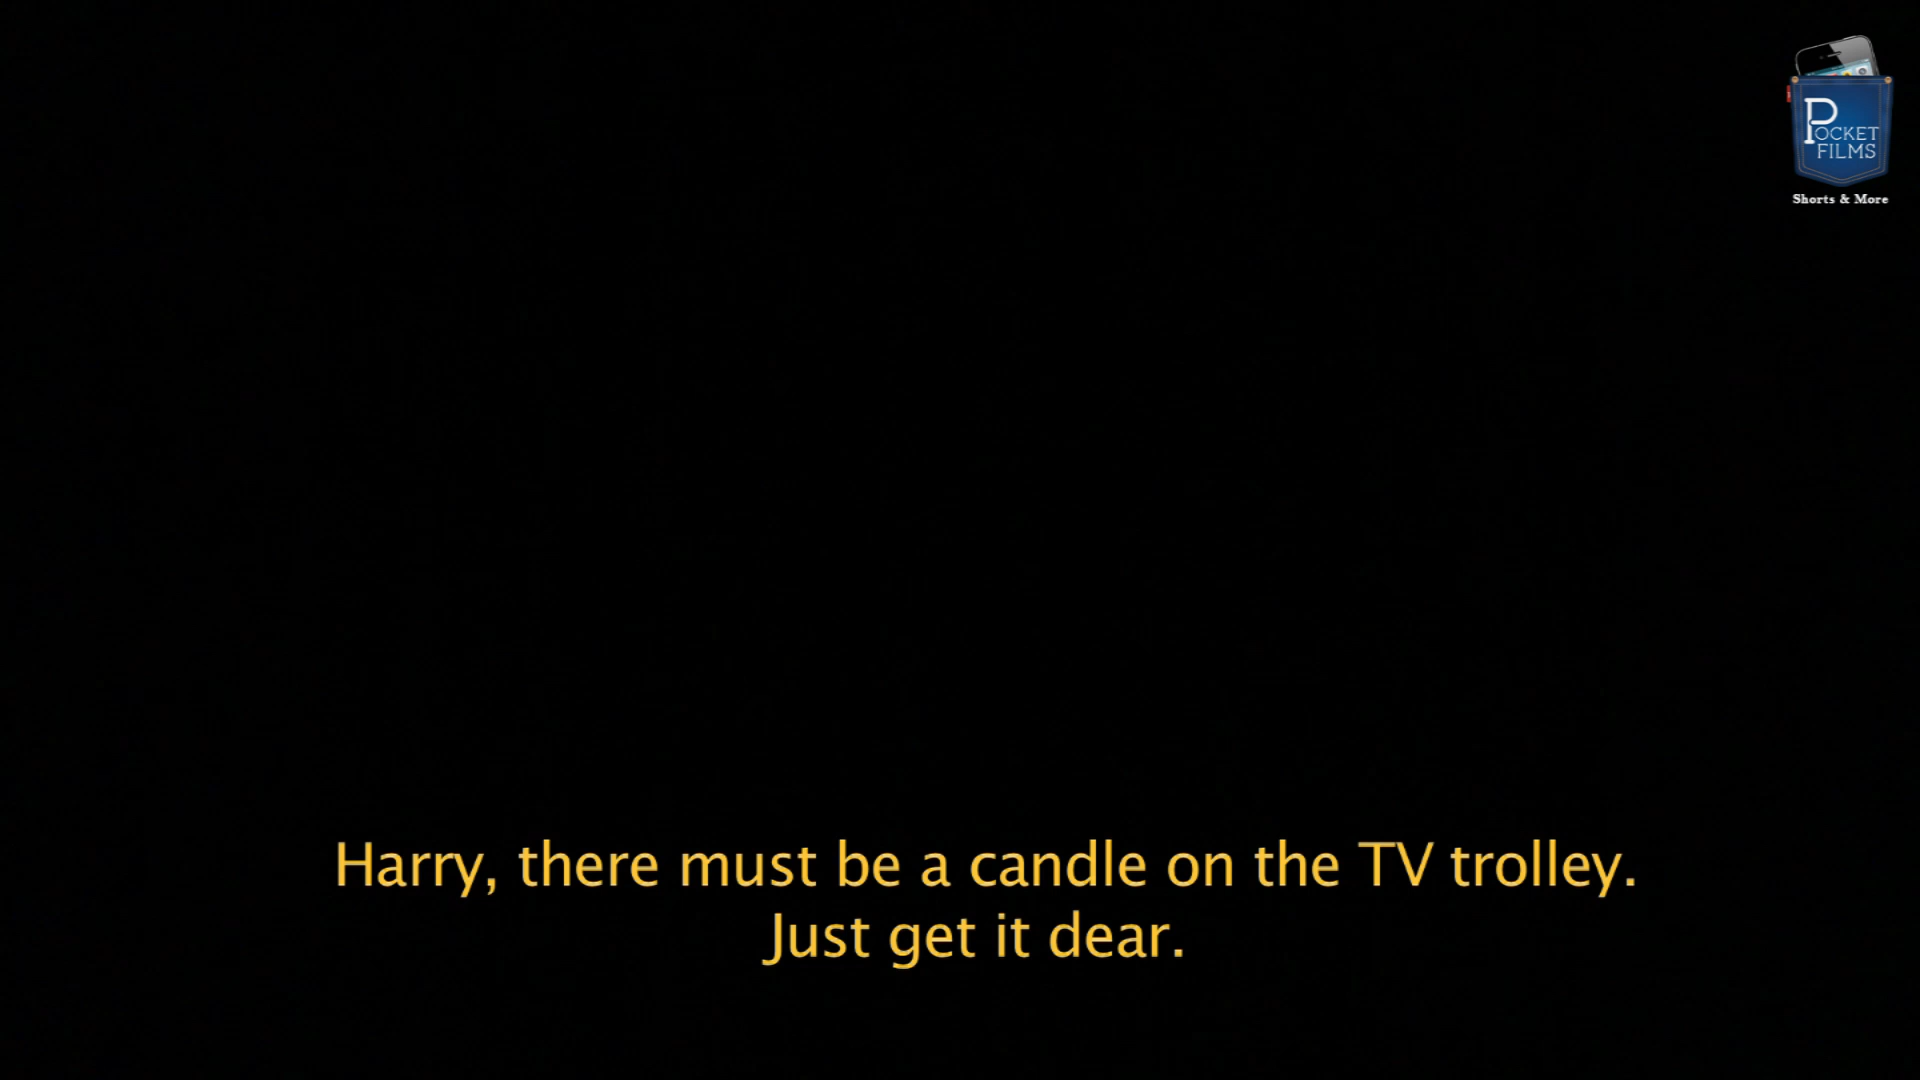 POCKET
FILMS
Shorts & More
Harry, there must be a candle on the TV trolley.
Just get it dear.